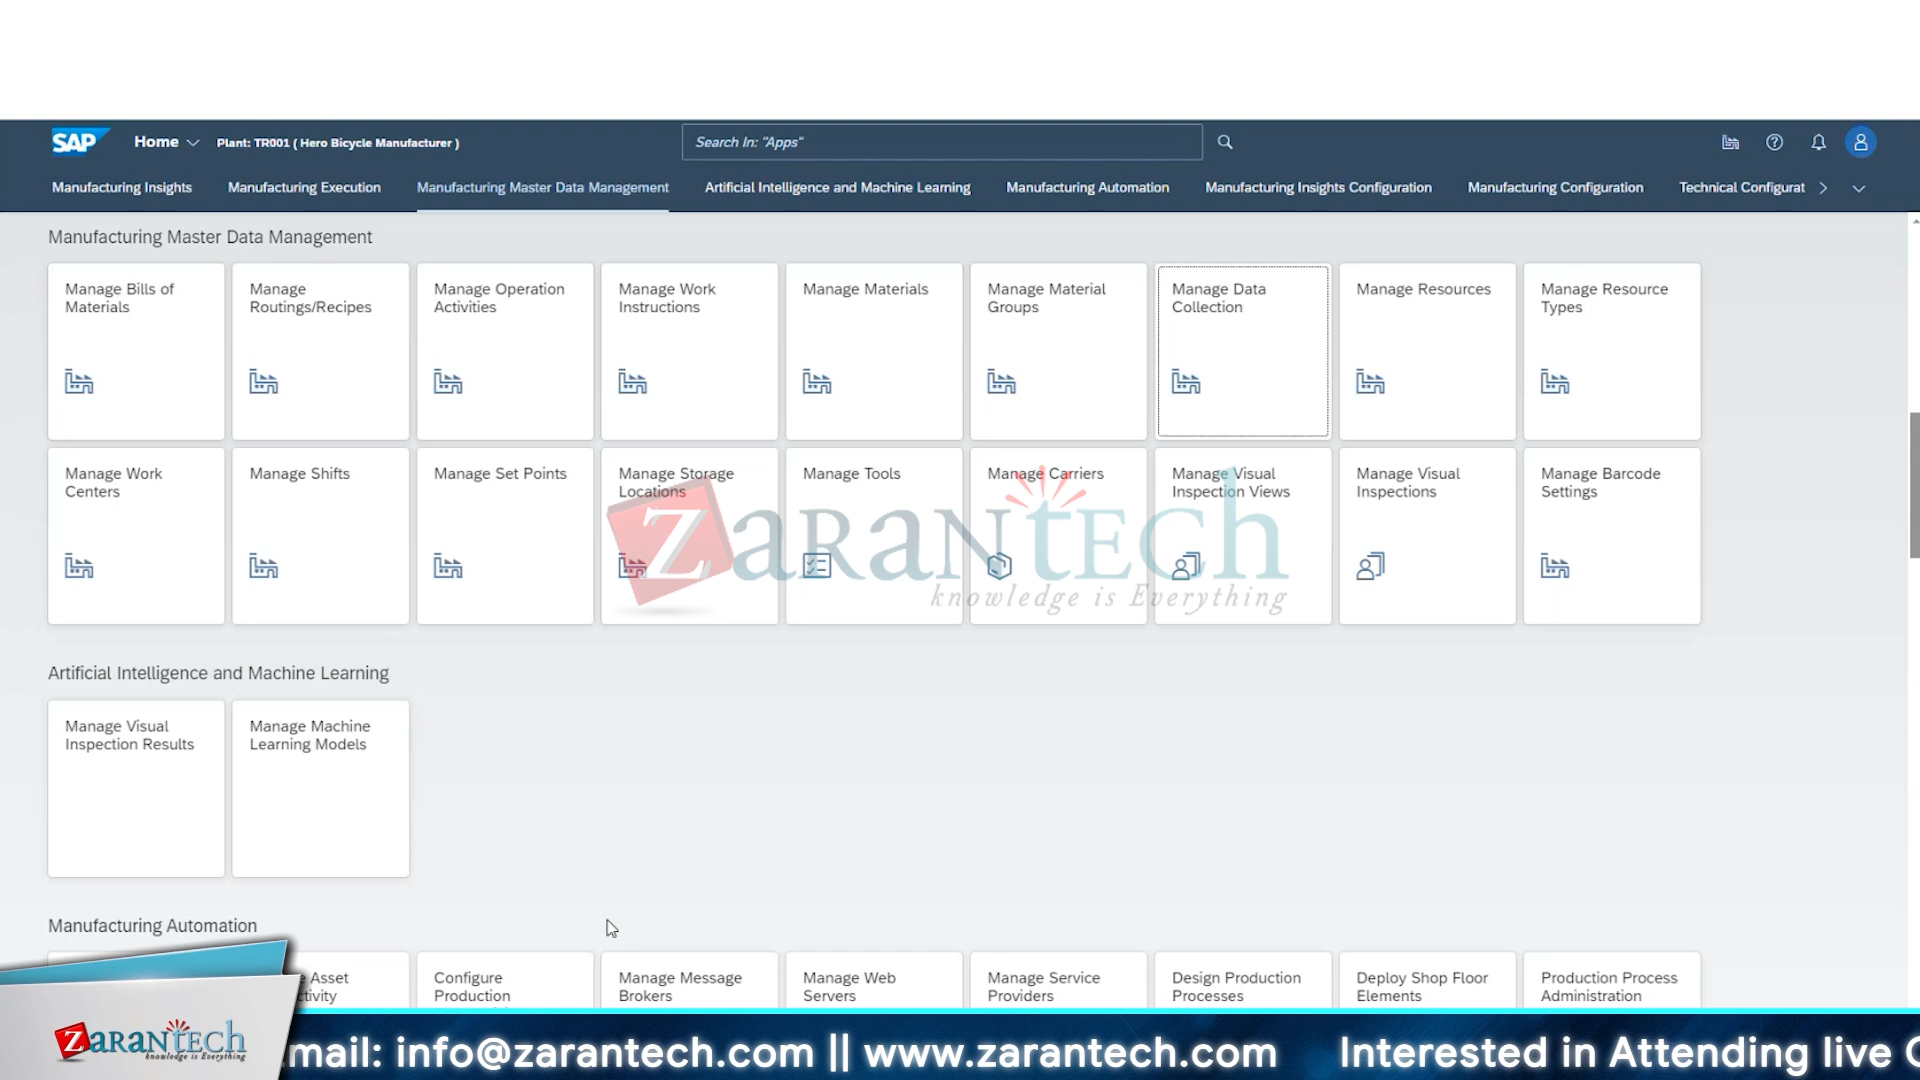 SAP
Home
Plant: TR001 ( Hero Bicycle Manufacturer )
Search In: "Apps"
Manufacturing Insights
Manufacturing Execution
Manufacturing Master Data Management
Artificial Intelligence and Machine Learning
Manufacturing Automation
Manufacturing Insights Configuration
Manufacturing Configuration
Technical Configurat
Manufacturing Master Data Management
Manage Bills of
Materials
Manage
Routings/Recipes
Manage Operation
Activities
Manage Work
Instructions
Manage Materials
Manage Material
Groups
Manage Data
Collection
Manage Resources
Manage Resource
Types
Manage Work
Centers
Manage Shifts
Manage Set Points
Manage Storage
Locations
Manage Tools
Manage Carriers
Manage Visual
Inspection Views
Manage Visual
Inspections
Manage Barcode
Settings
ZaranTech
knowledge is Everything
Artificial Intelligence and Machine Learning
Manage Visual
Inspection Results
Manage Machine
Learning Models
Manufacturing Automation
e Asset
ctivity
Configure
Production
Manage Message
Brokers
Manage Web
Servers
Manage Service
Providers
Design Production
Processes
Deploy Shop Floor
Elements
Production Process
Administration
ZaranTech
knowledge is Everything
mail: info@zarantech.com || www.zarantech.com
Interested in Attending live